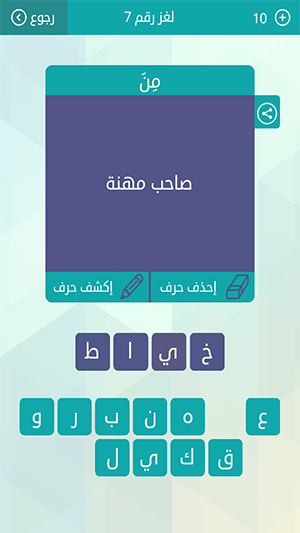 رجوع لغز رقم 7 10
مِنَ
صاحب مهنة
إحذف حرف إكشف حرف
خ ي ا ط
ع ه ن ب ر و
ق ك ي ل